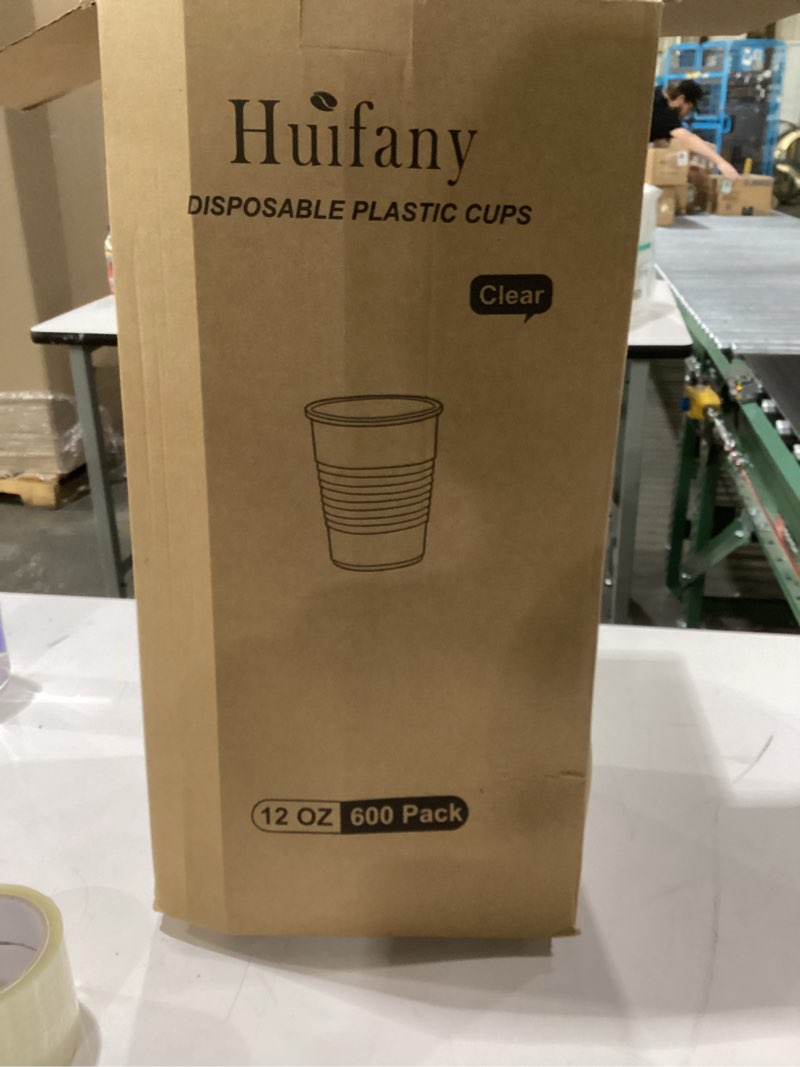 Huifany
DISPOSABLE PLASTIC CUPS
Clear
12 OZ 600 Pack